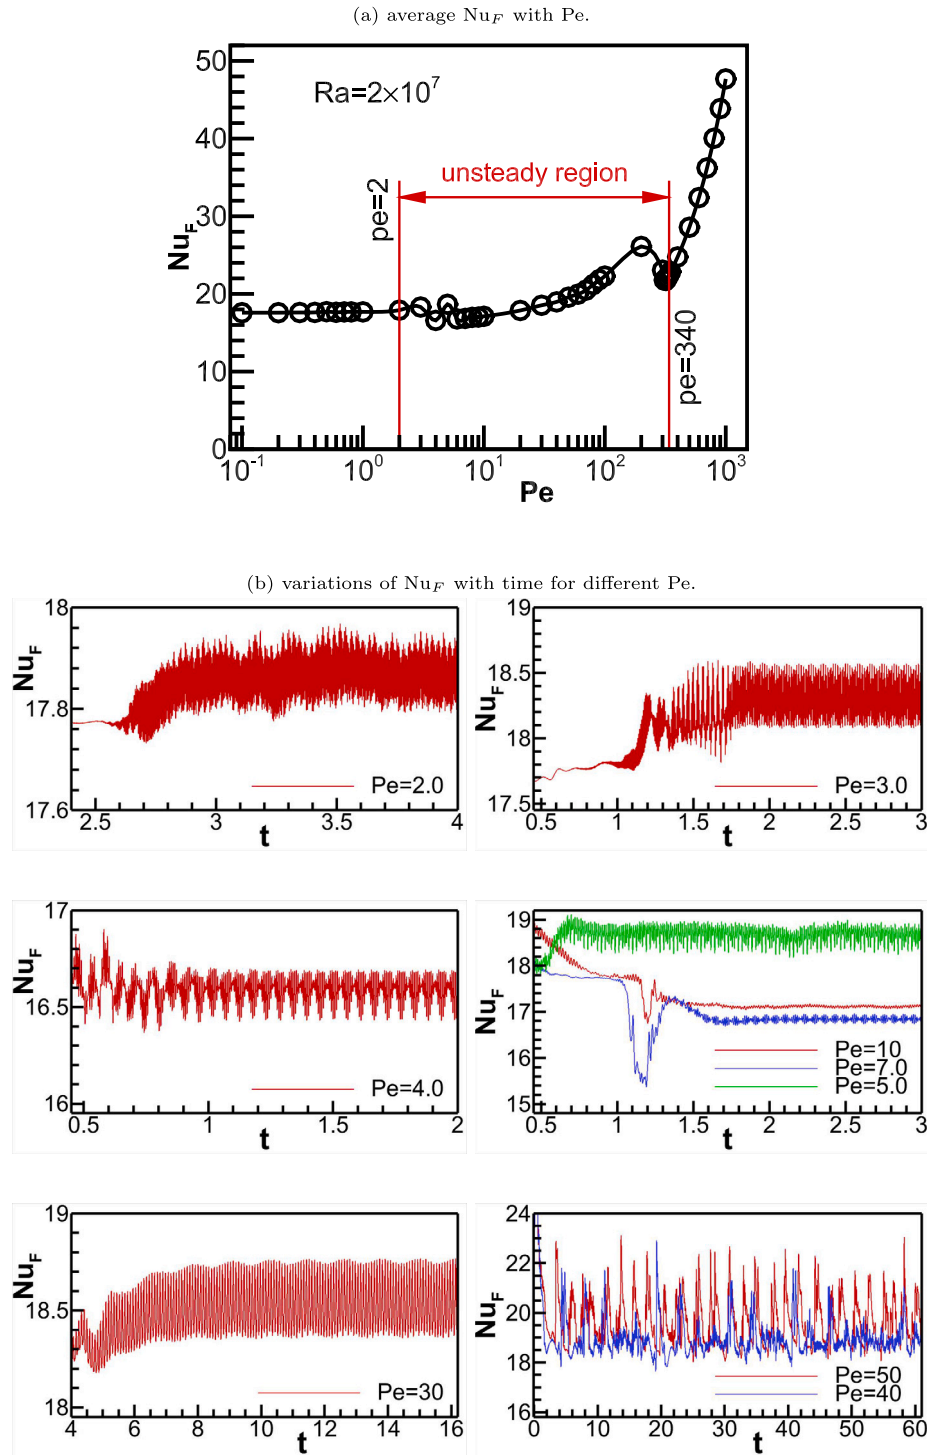 (a) average Nu_F with Pe.
50
Ra=2×10^7
40
unsteady region
pe=2
30
Nu_F
20
pe=340
10
0
10^-1 10^0 10^1 10^2 10^3
Pe
(b) variations of Nu_F with time for different Pe.
18
Nu_F
17.8
Pe=2.0
17.6
2.5 3 3.5 4
t
19
18.5
Nu_F
18
Pe=3.0
17.5
0.5 1 1.5 2 2.5 3
t
17
Nu_F
16.5
Pe=4.0
16
0.5 1 1.5 2
t
19
18
Nu_F
17
16
Pe=10
Pe=7.0
Pe=5.0
15
0.5 1 1.5 2 2.5 3
t
19
Nu_F
18.5
Pe=30
18
4 6 8 10 12 14 16
t
24
22
Nu_F
20
18
Pe=50
Pe=40
16
0 10 20 30 40 50 60
t